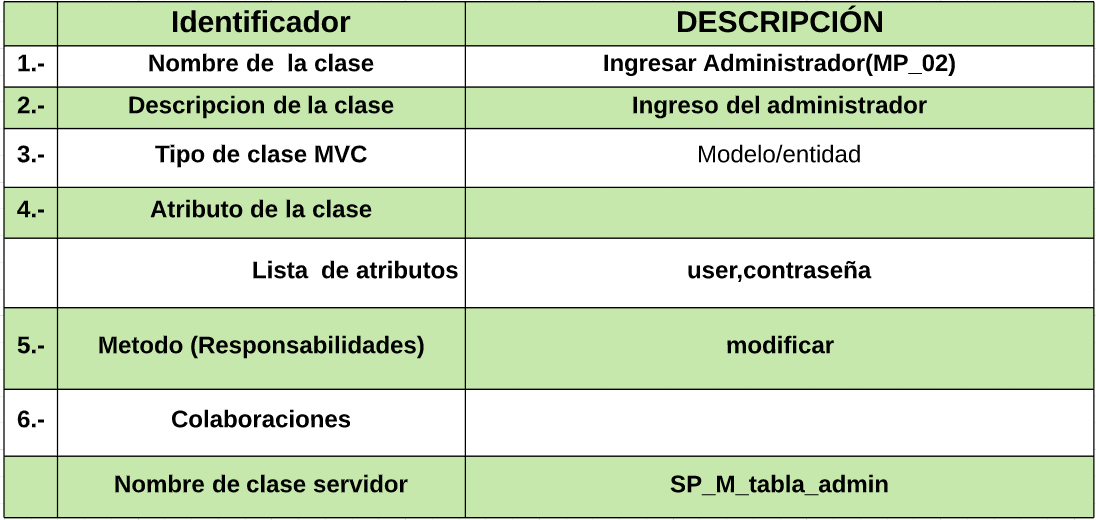 Identificador DESCRIPCIÓN
1.- Nombre de la clase Ingresar Administrador(MP_02)
2.- Descripcion de la clase Ingreso del administrador
3.- Tipo de clase MVC Modelo/entidad
4.- Atributo de la clase
Lista de atributos user,contraseña
5.- Metodo (Responsabilidades) modificar
6.- Colaboraciones
Nombre de clase servidor SP_M_tabla_admin